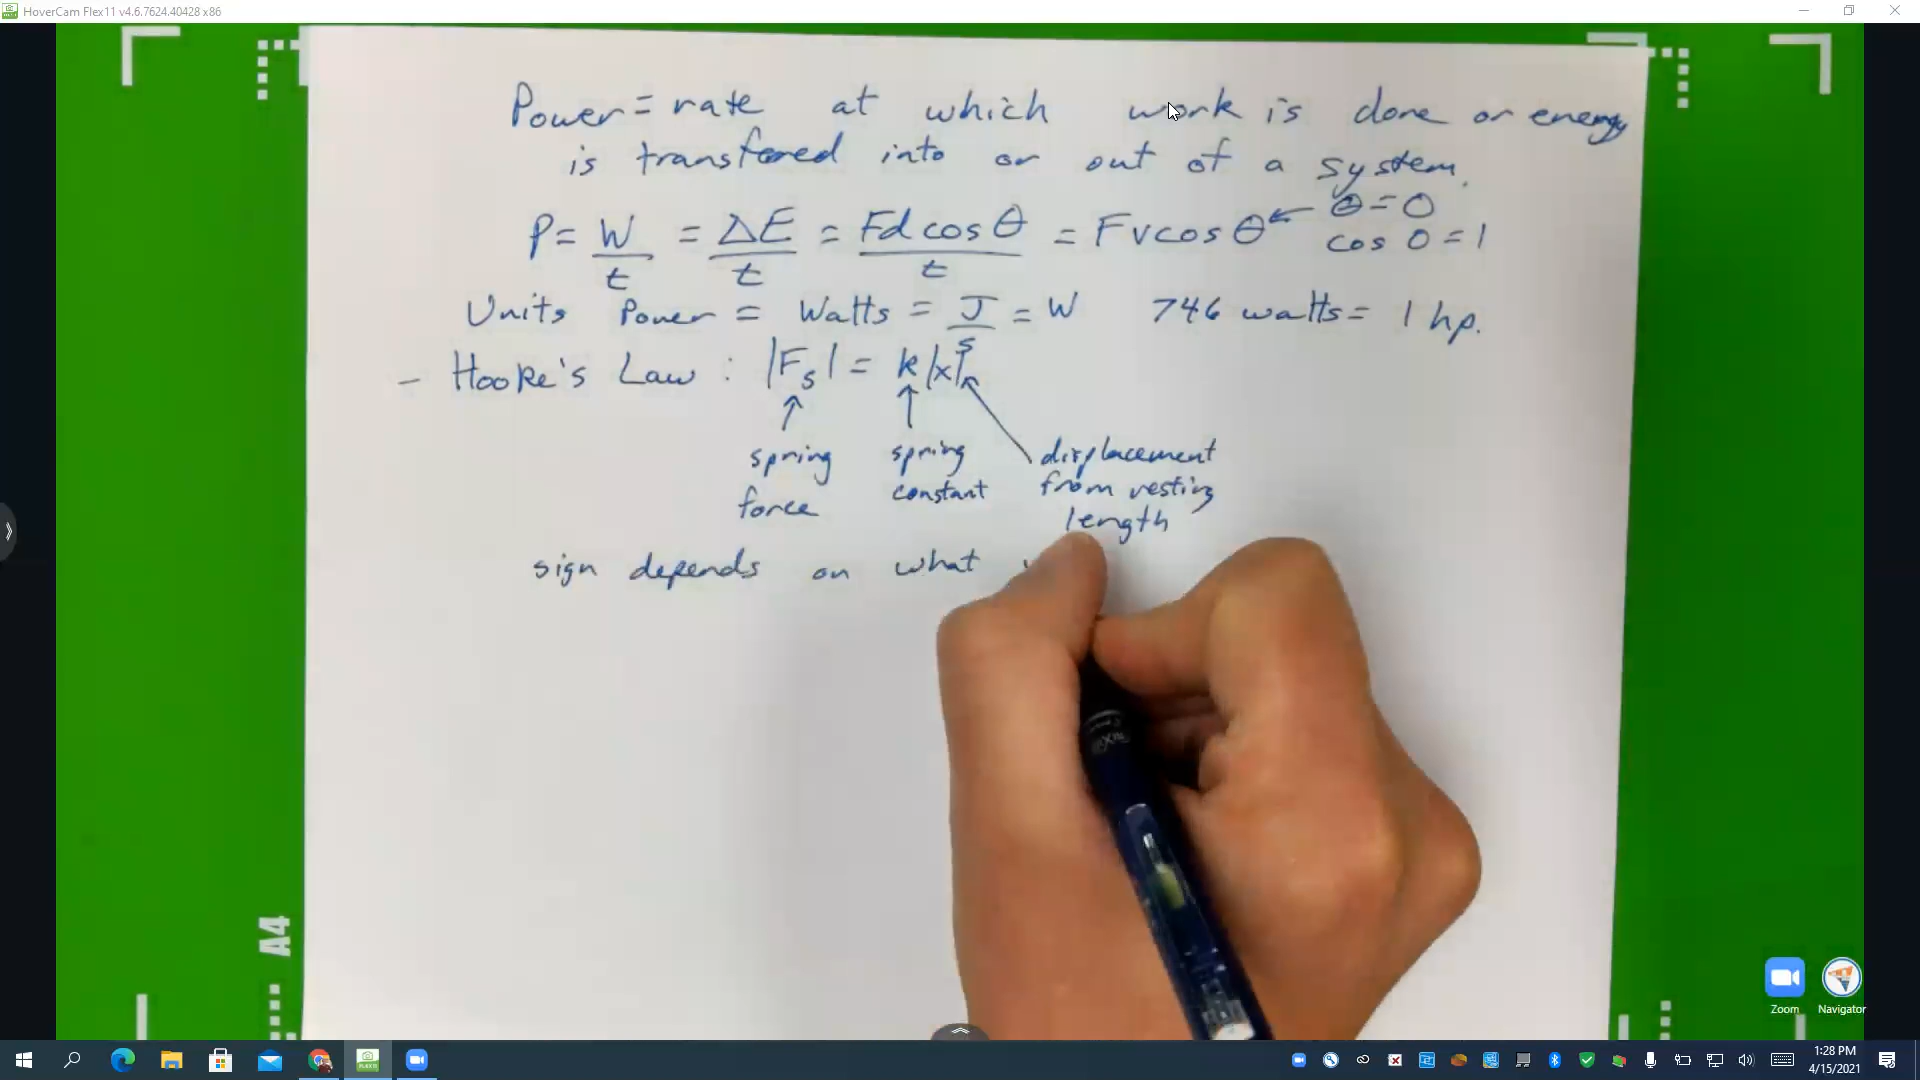 HoverCam Flex11 v4.6.7624.40428 x86
Power = rate at which work is done or energy
is transfered into or out of a system.
P = W/t = ΔE/t = Fd cos θ/t = Fv cos θ ← θ = 0
cos 0 = 1
Units Power = Watts = J/s = W 746 watts = 1 hp.
- Hooke's Law : |Fs| = k|x|
spring force
spring constant
displacement from resting length
sign depends on what
A4
Zoom
Navigator
1:28 PM
4/15/2021